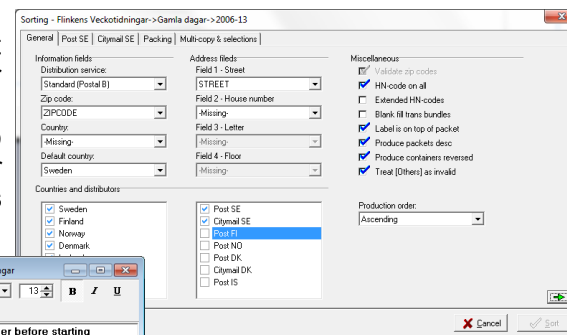 Sorting - Flinkens Veckotidningar->Gamla dagar->2006-13
General | Post SE | Citymail SE | Packing | Multi-copy & selections
Information fields
Distribution service:
Standard (Postal B)
Zip code:
ZIPCODE
Country:
-Missing-
Default country:
Sweden
Address fileds
Field 1 - Street
STREET
Field 2 - House number
-Missing-
Field 3 - Letter
-Missing-
Field 4 - Floor
-Missing-
Miscellaneous
Validate zip codes
HN-code on all
Extended HN-codes
Blank fill trans bundles
Label is on top of packet
Produce packets desc
Produce containers reversed
Treat [Others] as invalid
Countries and distributors
Sweden
Finland
Norway
Denmark
Post SE
Citymail SE
Post FI
Post NO
Post DK
Citymail DK
Post IS
Production order:
Ascending
gar
13
B I U
er before starting
Cancel
Sort